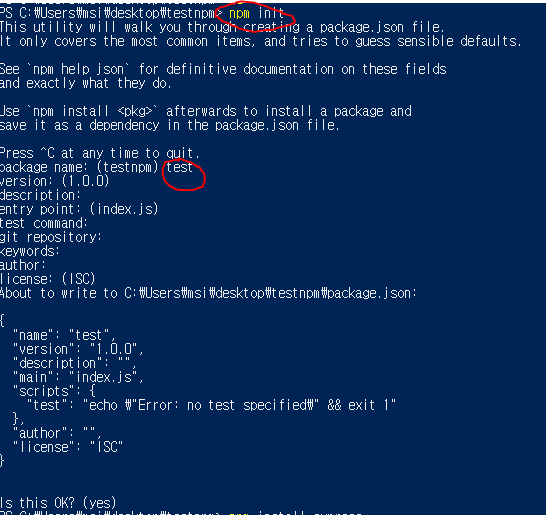 PS C:₩Users₩msi₩desktop₩testnpm> npm init
This utility will walk you through creating a package.json file.
It only covers the most common items, and tries to guess sensible defaults.
See `npm help json` for definitive documentation on these fields
and exactly what they do.
Use `npm install <pkg>` afterwards to install a package and
save it as a dependency in the package.json file.
Press ^C at any time to quit.
package name: (testnpm) test
version: (1.0.0)
description:
entry point: (index.js)
test command:
git repository:
keywords:
author:
license: (ISC)
About to write to C:₩Users₩msi₩desktop₩testnpm₩package.json:
{
"name": "test",
"version": "1.0.0",
"description": "",
"main": "index.js",
"scripts": {
"test": "echo ₩"Error: no test specified₩" && exit 1"
},
"author": "",
"license": "ISC"
}
Is this OK? (yes)